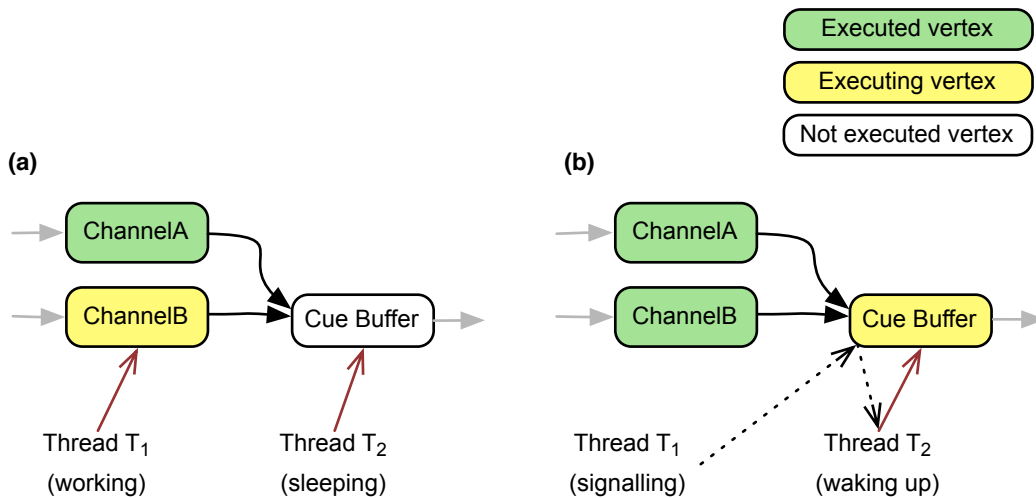 Executed vertex
Executing vertex
Not executed vertex
(a)
ChannelA
ChannelB
Cue Buffer
Thread T1
(working)
Thread T2
(sleeping)
(b)
ChannelA
ChannelB
Cue Buffer
Thread T1
(signalling)
Thread T2
(waking up)